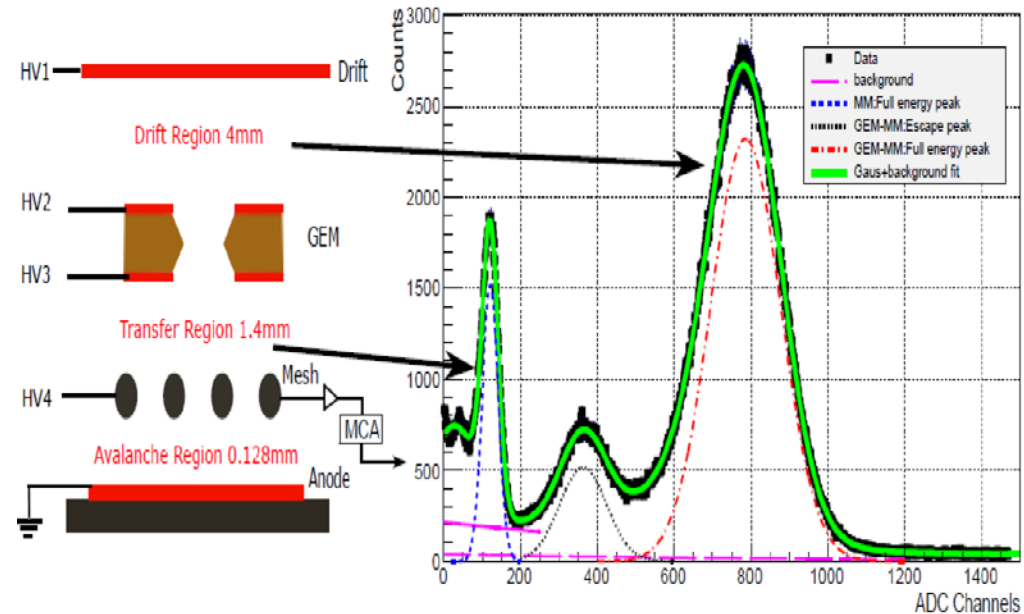 HV1
Drift
Drift Region 4mm
HV2
GEM
HV3
Transfer Region 1.4mm
Mesh
HV4
MCA
Avalanche Region 0.128mm
Anode
Counts
3000
2500
2000
1500
1000
500
0
0
200
400
600
800
1000
1200
1400
ADC Channels
Data
background
MM:Full energy peak
GEM-MM:Escape peak
GEM-MM:Full energy peak
Gaus+background fit